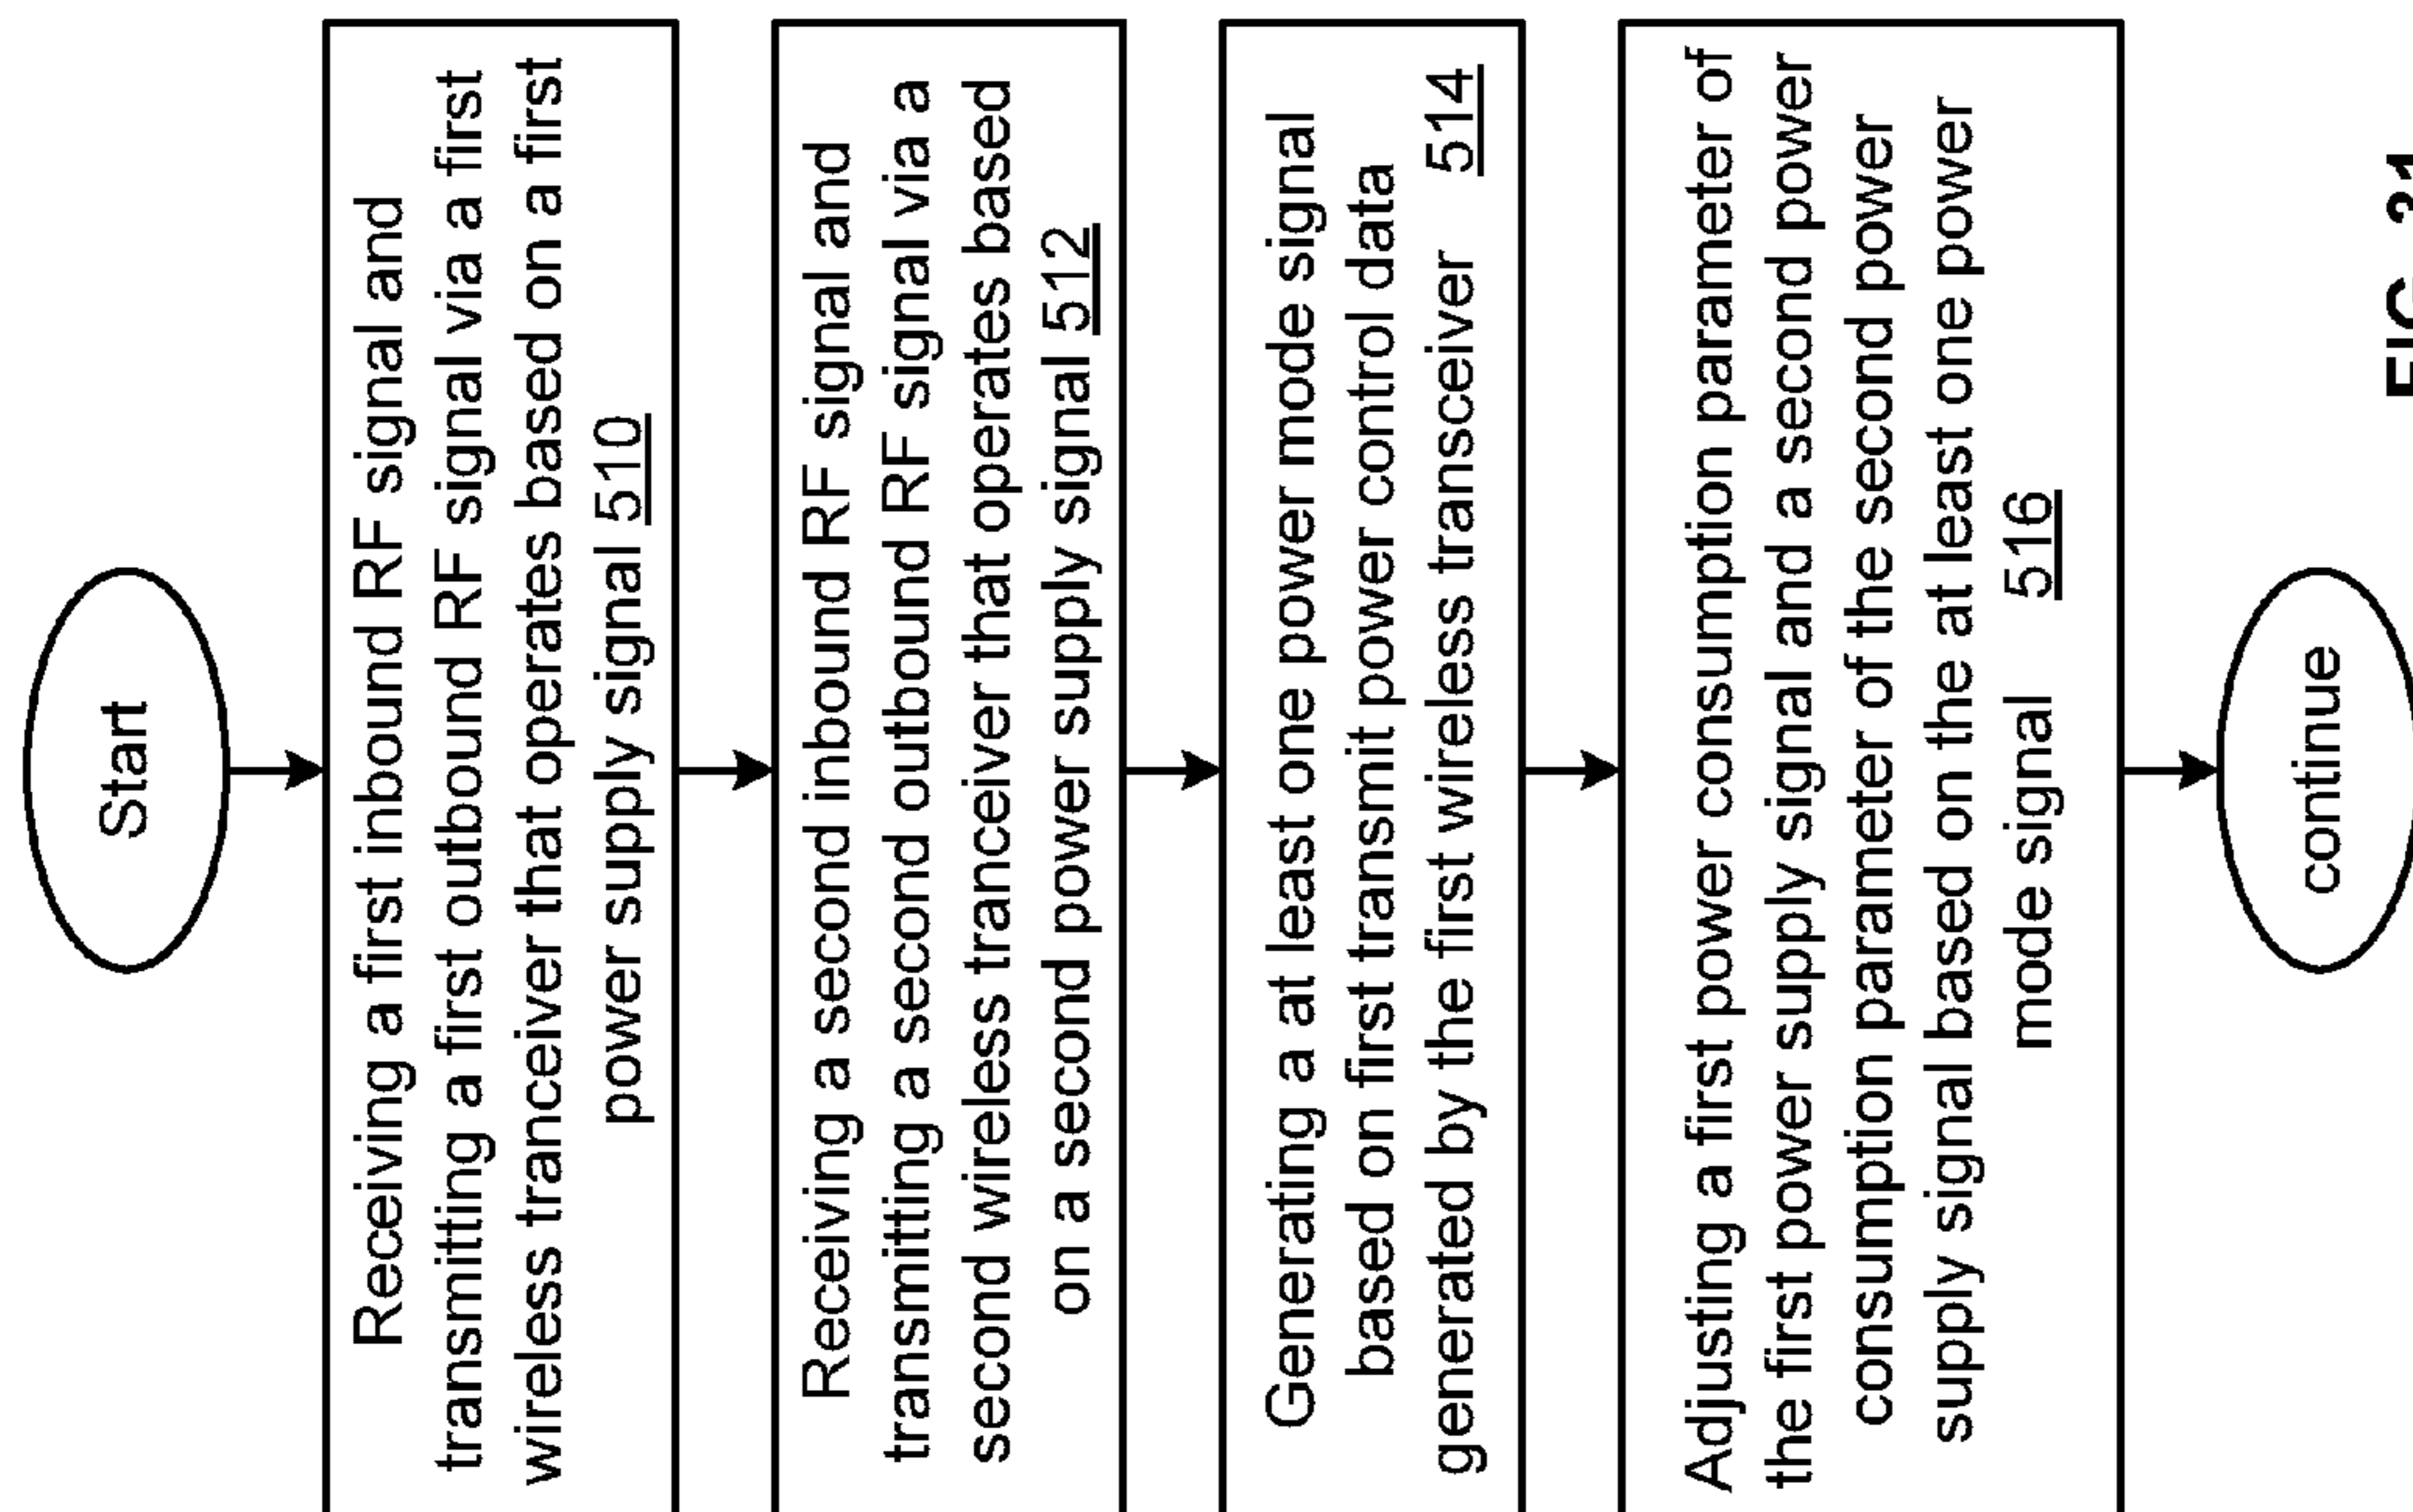 Start
Receiving a first inbound RF signal and
transmitting a first outbound RF signal via a first
wireless tranceiver that operates based on a first
power supply signal 510
Receiving a second inbound RF signal and
transmitting a second outbound RF signal via a
second wireless tranceiver that operates based
on a second power supply signal 512
Generating a at least one power mode signal
based on first transmit power control data
generated by the first wireless transceiver 514
Adjusting a first power consumption parameter of
the first power supply signal and a second power
consumption parameter of the second power
supply signal based on the at least one power
mode signal 516
continue
FIG. 31